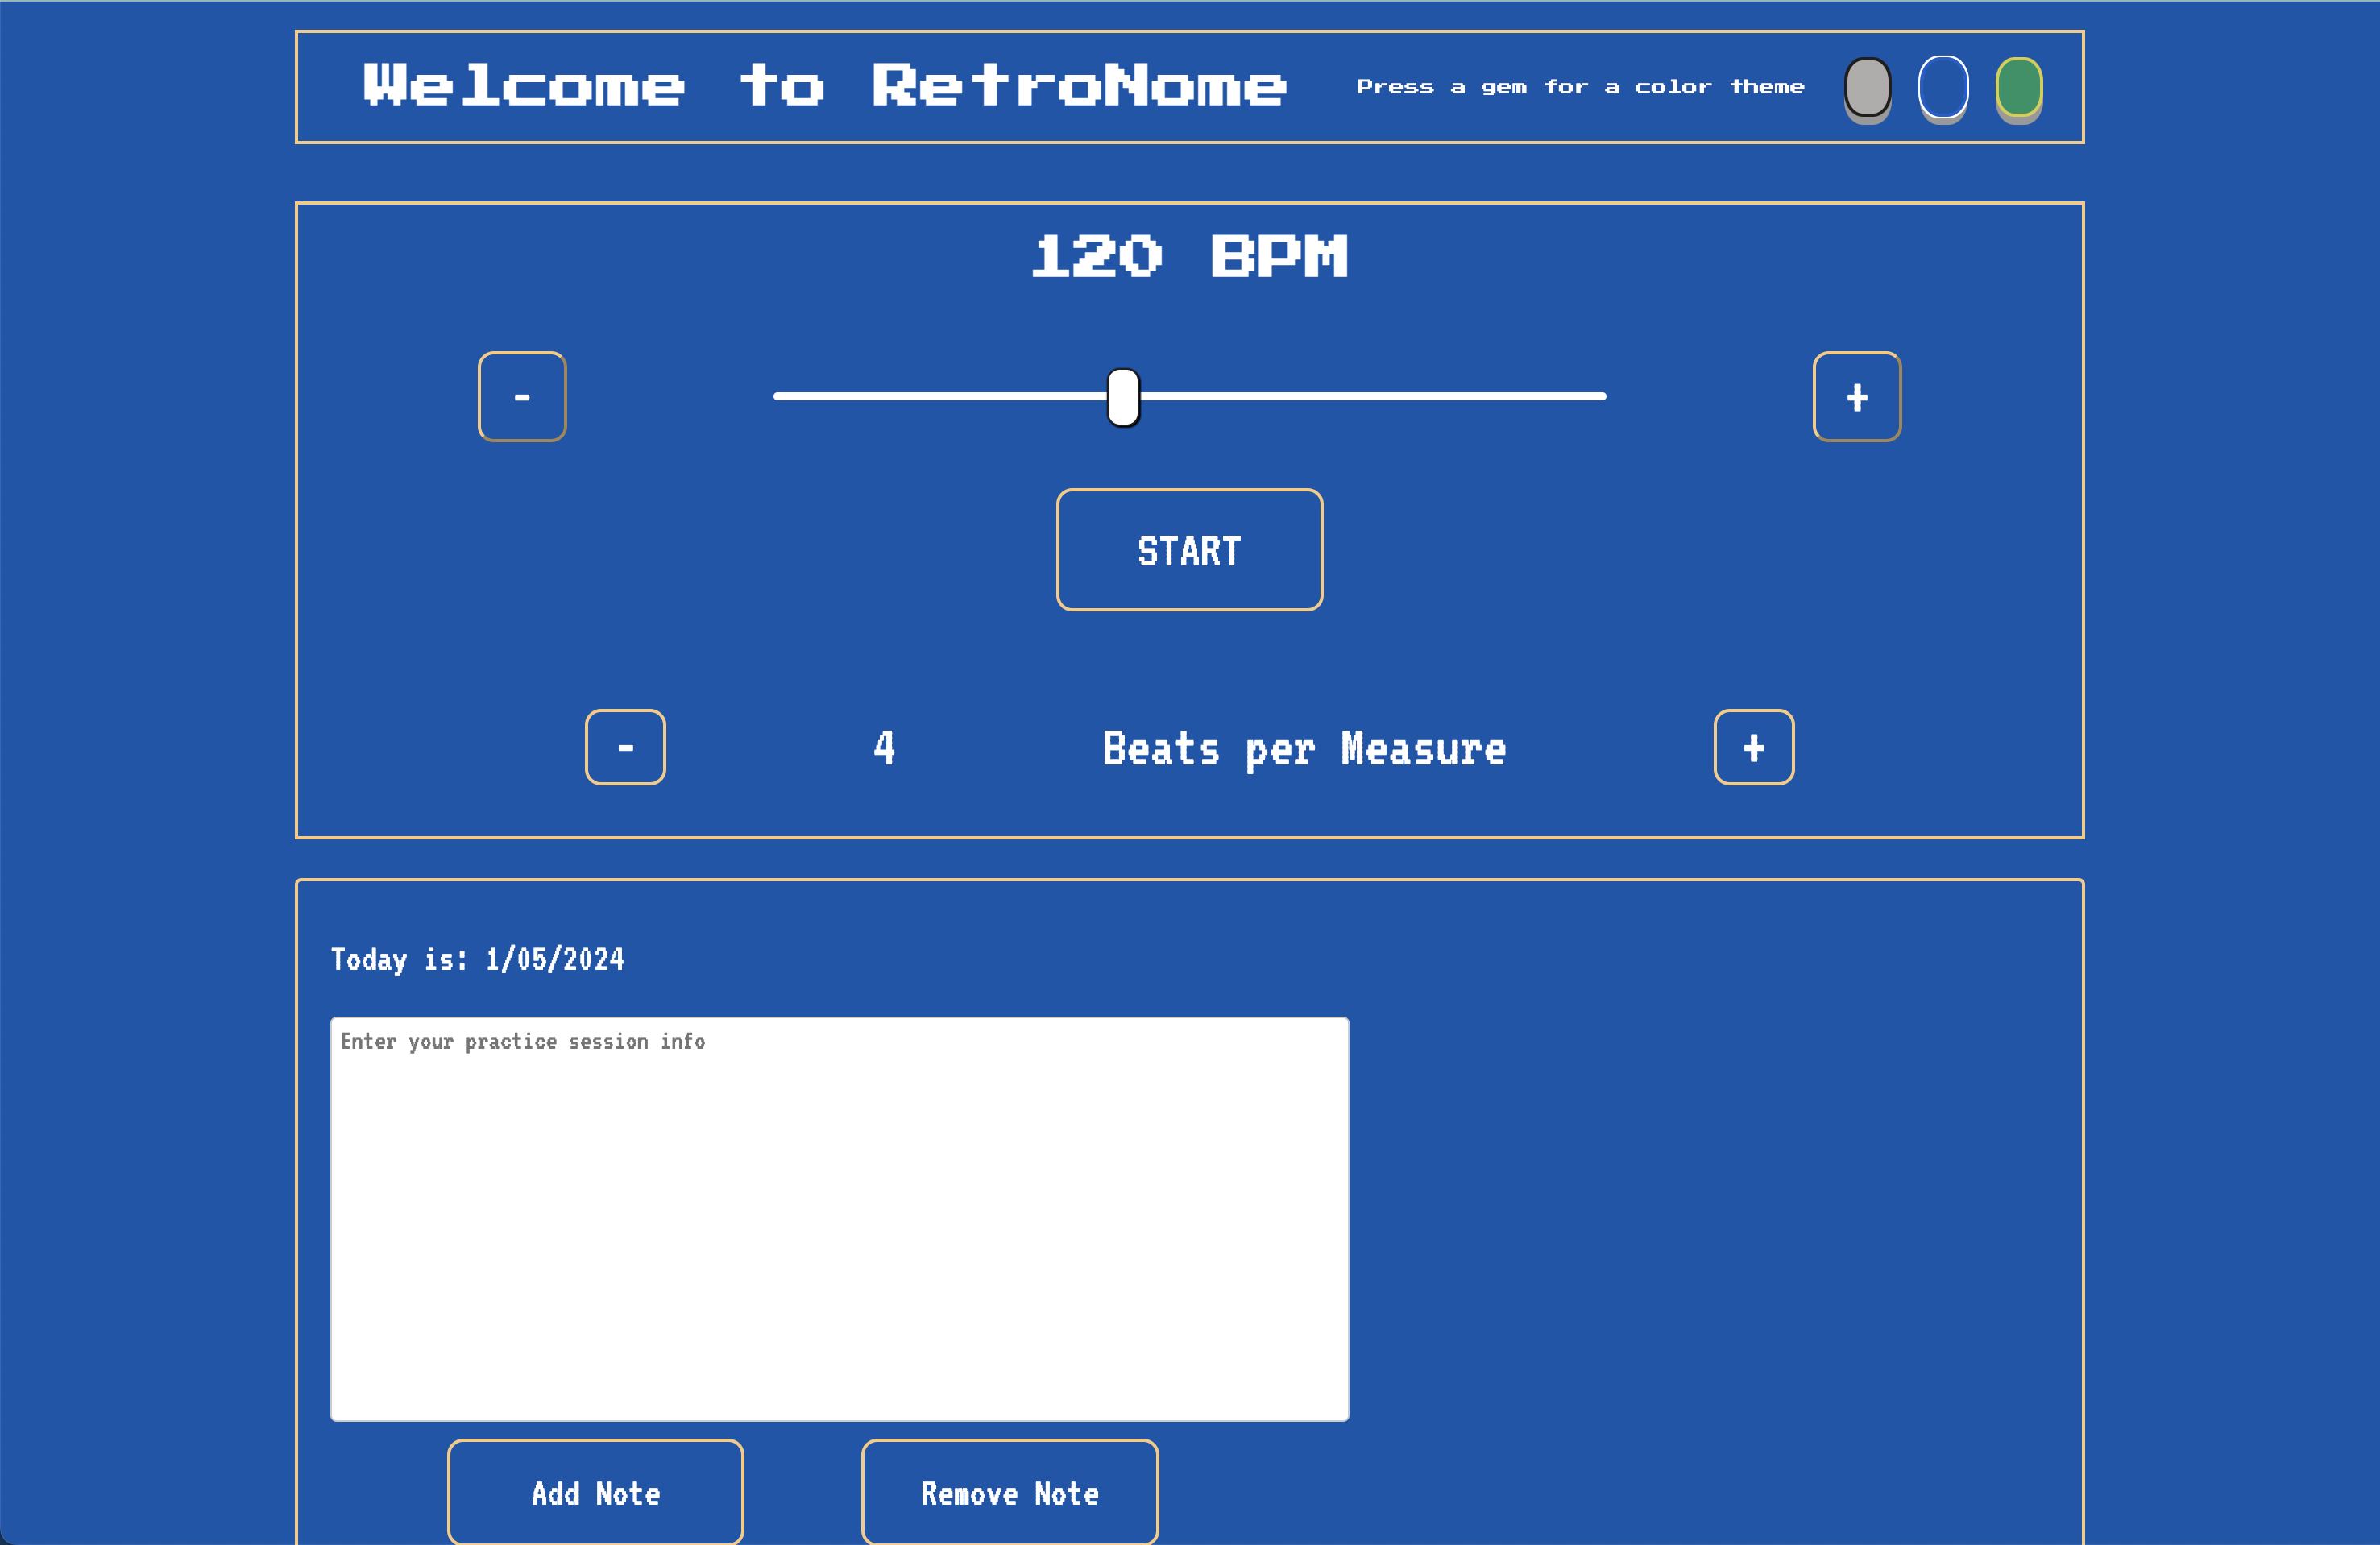 Welcome to RetroNome
Press a gem for a color theme
120 BPM
- +
START
- 4 Beats per Measure +
Today is: 1/05/2024
Enter your practice session info
Add Note Remove Note